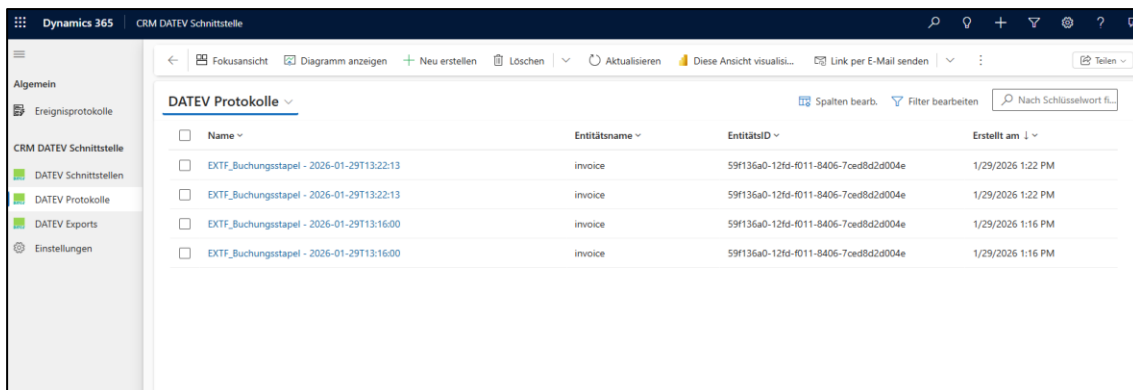 Dynamics 365 CRM DATEV Schnittstelle
Fokusansicht Diagramm anzeigen Neu erstellen Löschen Aktualisieren Diese Ansicht visualisi... Link per E-Mail senden Teilen
Algemein
Ereignisprotokolle
CRM DATEV Schnittstelle
DATEV Schnittstellen
DATEV Protokolle
DATEV Exports
Einstellungen
DATEV Protokolle Spalten bearb. Filter bearbeiten Nach Schlüsselwort fi...
Name Entitätsname EntitätsID Erstellt am
EXTF_Buchungsstapel - 2026-01-29T13:22:13 invoice 59f136a0-12fd-f011-8406-7ced8d2d004e 1/29/2026 1:22 PM
EXTF_Buchungsstapel - 2026-01-29T13:22:13 invoice 59f136a0-12fd-f011-8406-7ced8d2d004e 1/29/2026 1:22 PM
EXTF_Buchungsstapel - 2026-01-29T13:16:00 invoice 59f136a0-12fd-f011-8406-7ced8d2d004e 1/29/2026 1:16 PM
EXTF_Buchungsstapel - 2026-01-29T13:16:00 invoice 59f136a0-12fd-f011-8406-7ced8d2d004e 1/29/2026 1:16 PM